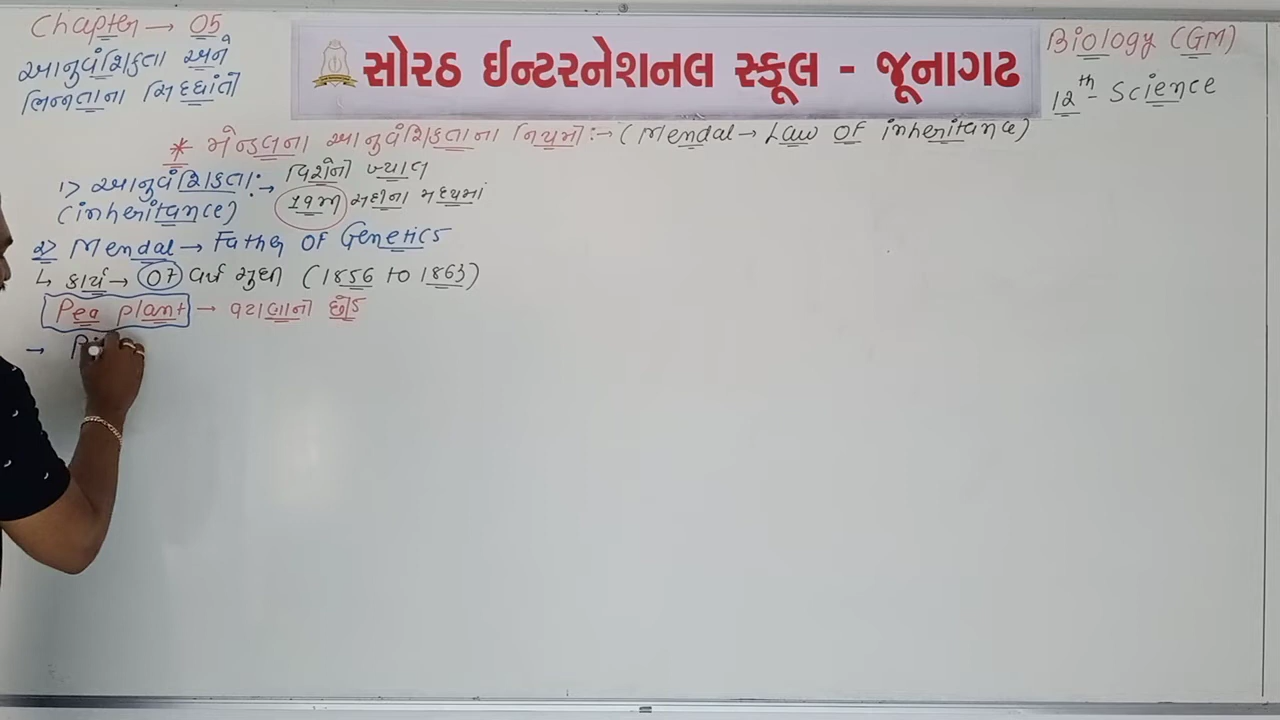 Chapter → 05
આનુવંશિકતા અને
ભિન્નતાના સિદ્ધાંતો
સોરઠ ઈન્ટરનેશનલ સ્કૂલ - જૂનાગઢ
Biology (GM)
12th - Science
* મેન્ડલના આનુવંશિકતાના નિયમો :→ (Mendal → Law OF inheritance)
1> આનુવંશિકતા :→ વિશેનો ખ્યાલ
(inheritance) 19મી સદીના મધ્યમાં
2> Mendal → Father OF Genetics
↳ કાર્ય → 07 વર્ષ સુધી (1856 to 1863)
Pea plant → વટાણાનો છોડ
→ Pi